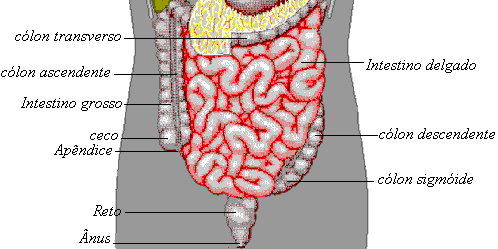 cólon transverso
cólon ascendente
Intestino grosso
ceco
Apêndice
Reto
Ânus
Intestino delgado
cólon descendente
cólon sigmóide